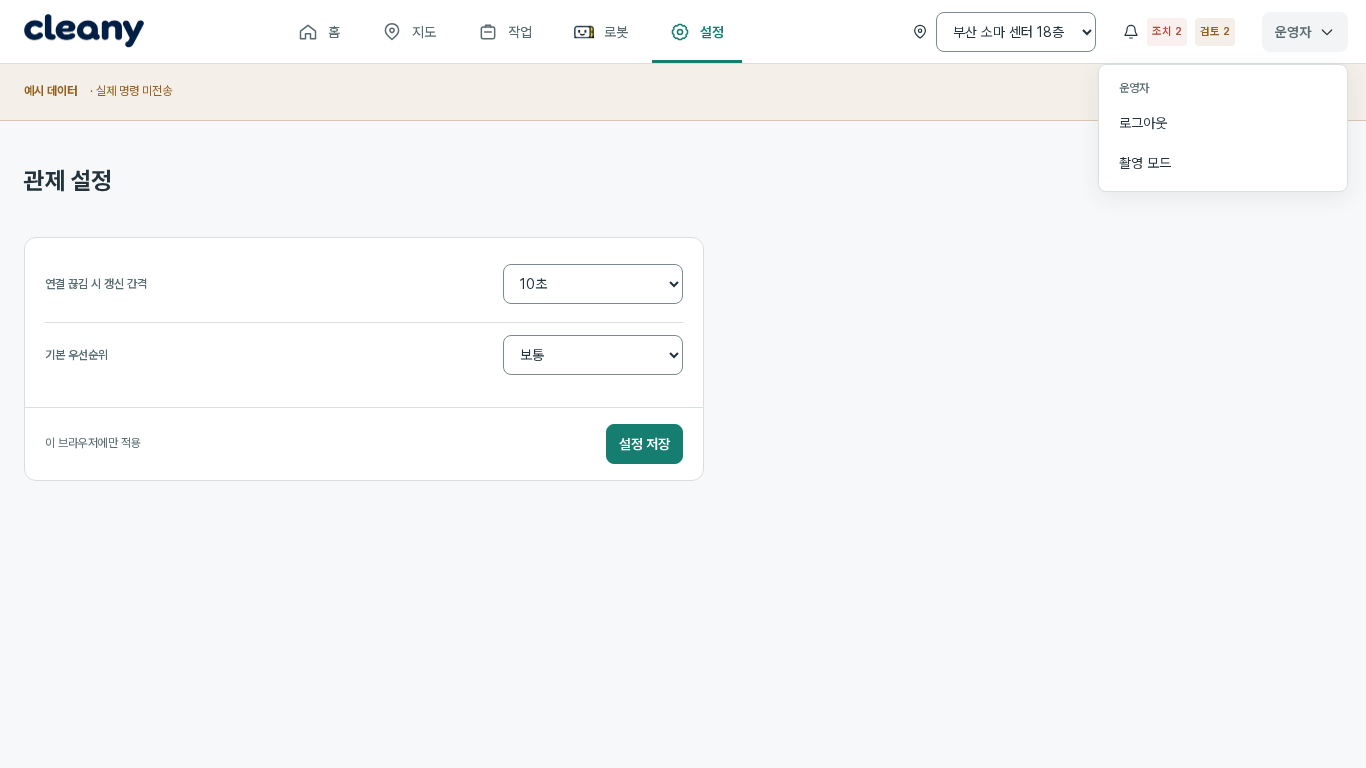 cleany
홈
지도
작업
로봇
설정
부산 소마 센터 18층
조치 2
검토 2
운영자
예시 데이터 · 실제 명령 미전송
운영자
로그아웃
촬영 모드
관제 설정
연결 끊김 시 갱신 간격
10초
기본 우선순위
보통
이 브라우저에만 적용
설정 저장